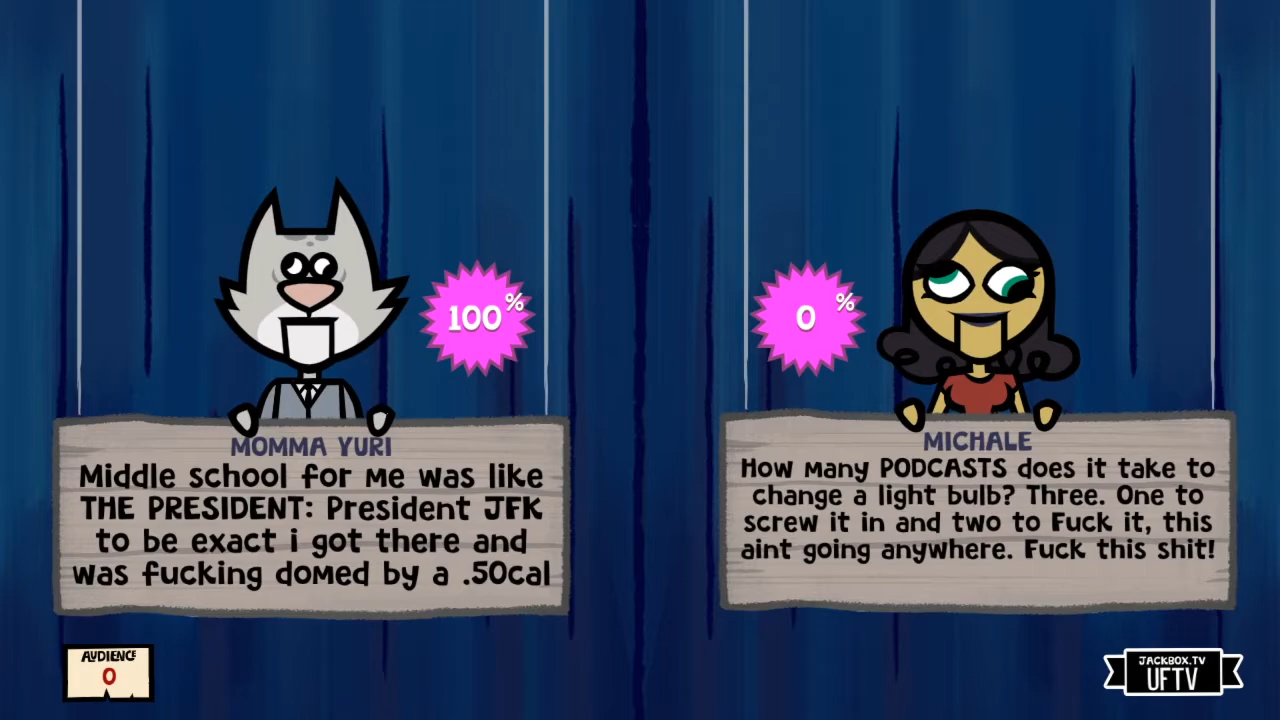 100%
0%
MOMMA YURI
Middle school for me was like
THE PRESIDENT: President JFK
to be exact i got there and
was fucking domed by a .50cal
MICHALE
How many PODCASTS does it take to
change a light bulb? Three. One to
screw it in and two to Fuck it, this
aint going anywhere. Fuck this shit!
AUDIENCE
0
JACKBOX.TV
UFTV